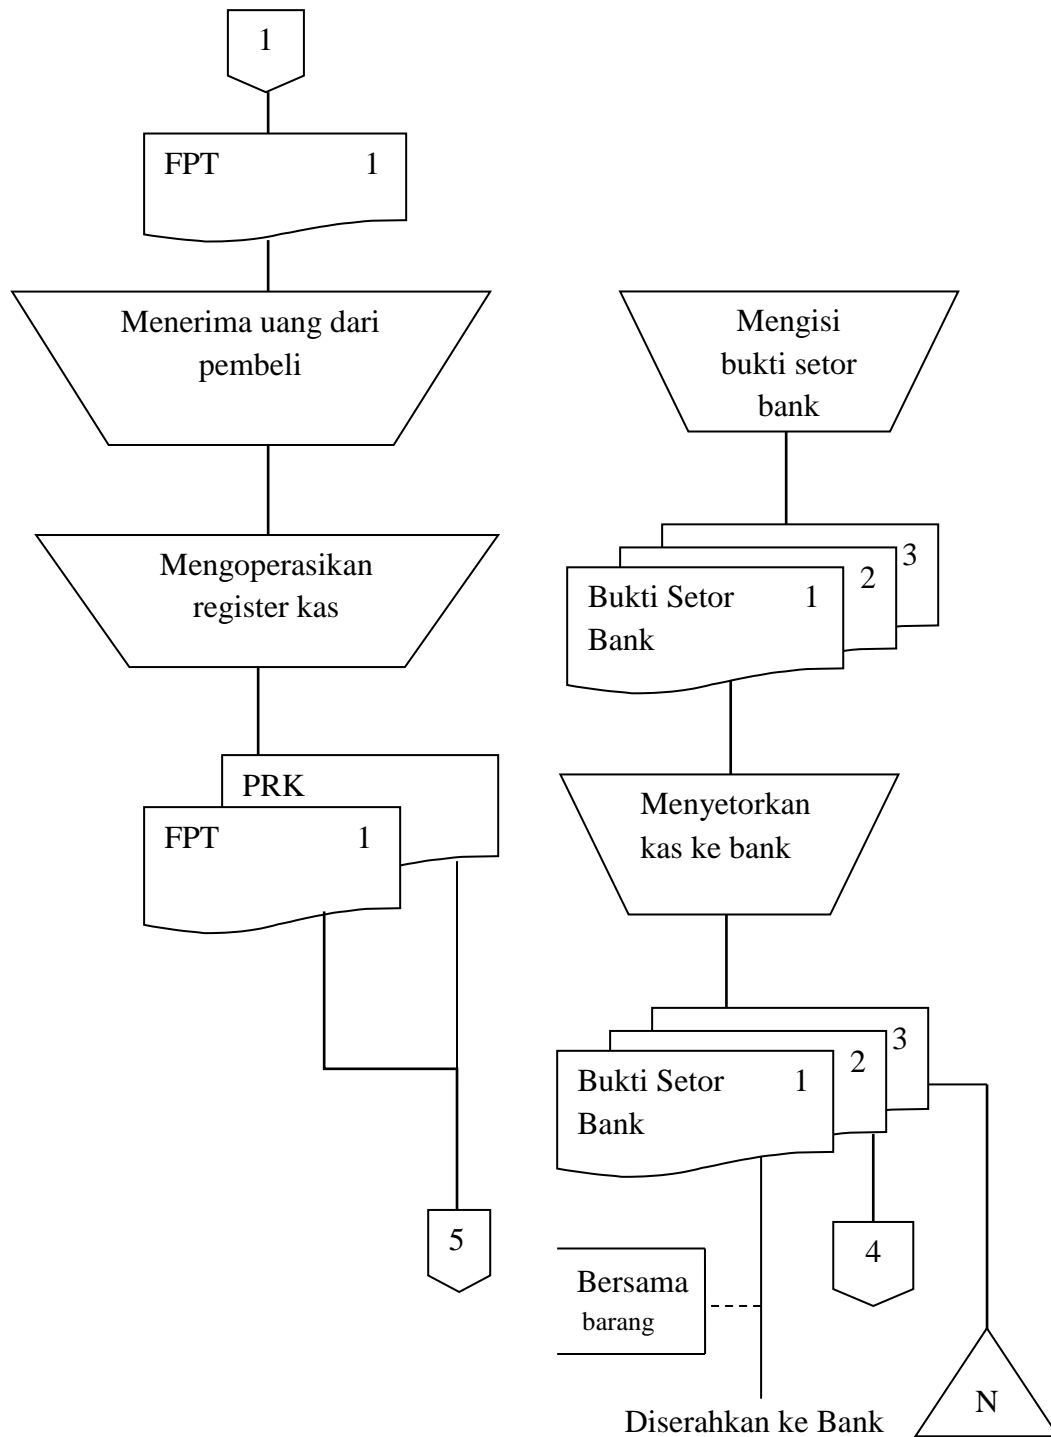 1
FPT 1
Menerima uang dari
pembeli
Mengoperasikan
register kas
PRK
FPT 1
5
Mengisi
bukti setor
bank
3
2
Bukti Setor 1
Bank
Menyetorkan
kas ke bank
3
2
Bukti Setor 1
Bank
4
Bersama
barang
N
Diserahkan ke Bank